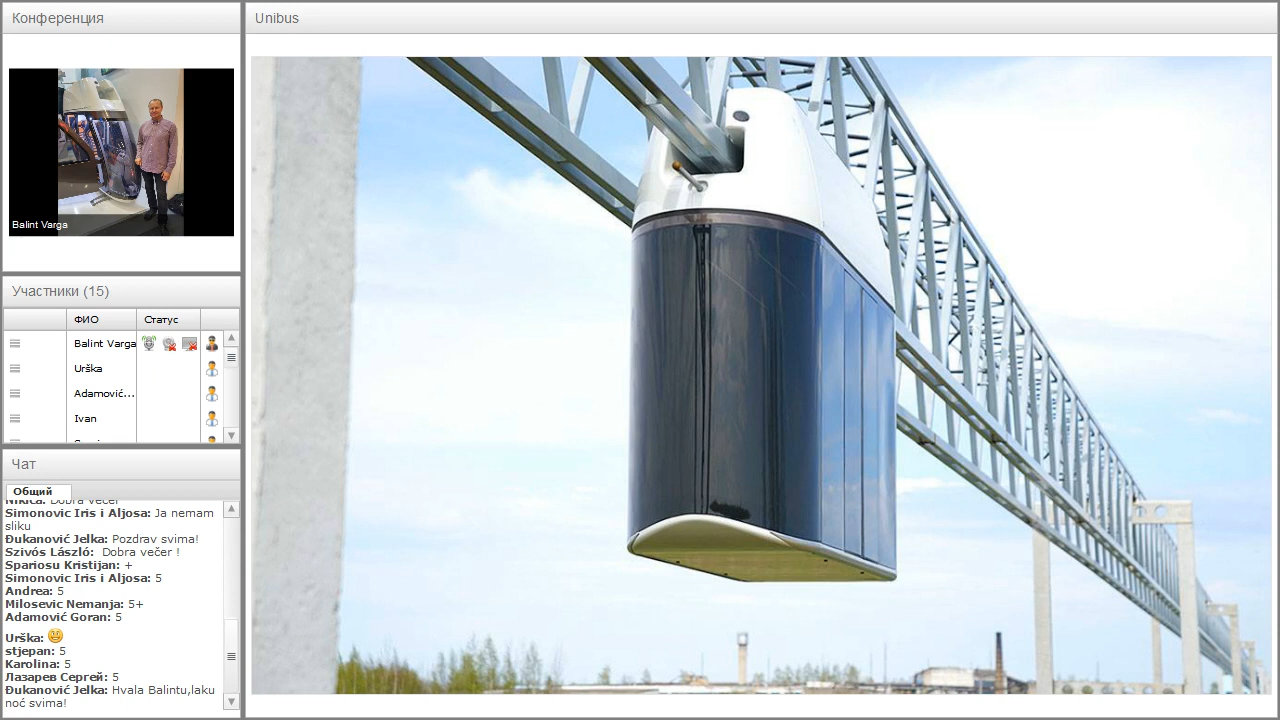 Конференция
Balint Varga
Участники (15)
ФИО Статус
Balint Varga
Urška
Adamović...
Ivan
Чат
Общий
Nikica: Dobra večer
Simonovic Iris i Aljosa: Ja nemam
sliku
Đukanović Jelka: Pozdrav svima!
Szivós László: Dobra večer !
Spariosu Kristijan: +
Simonovic Iris i Aljosa: 5
Andrea: 5
Milosevic Nemanja: 5+
Adamović Goran: 5
Urška:
stjepan: 5
Karolina: 5
Лазарев Сергей: 5
Đukanović Jelka: Hvala Balintu,laku
noć svima!
Unibus